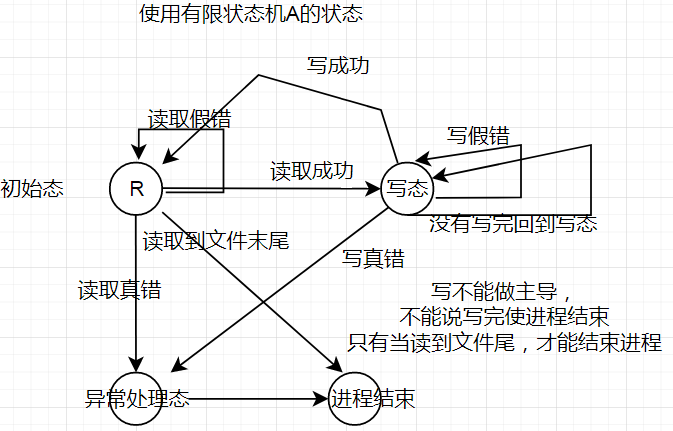 使用有限状态机A的状态
写成功
读取假错
写假错
读取成功
初始态
R
写态
没有写完回到写态
读取到文件末尾
写真错
读取真错
写不能做主导，
不能说写完使进程结束
只有当读到文件尾，才能结束进程
异常处理态
进程结束